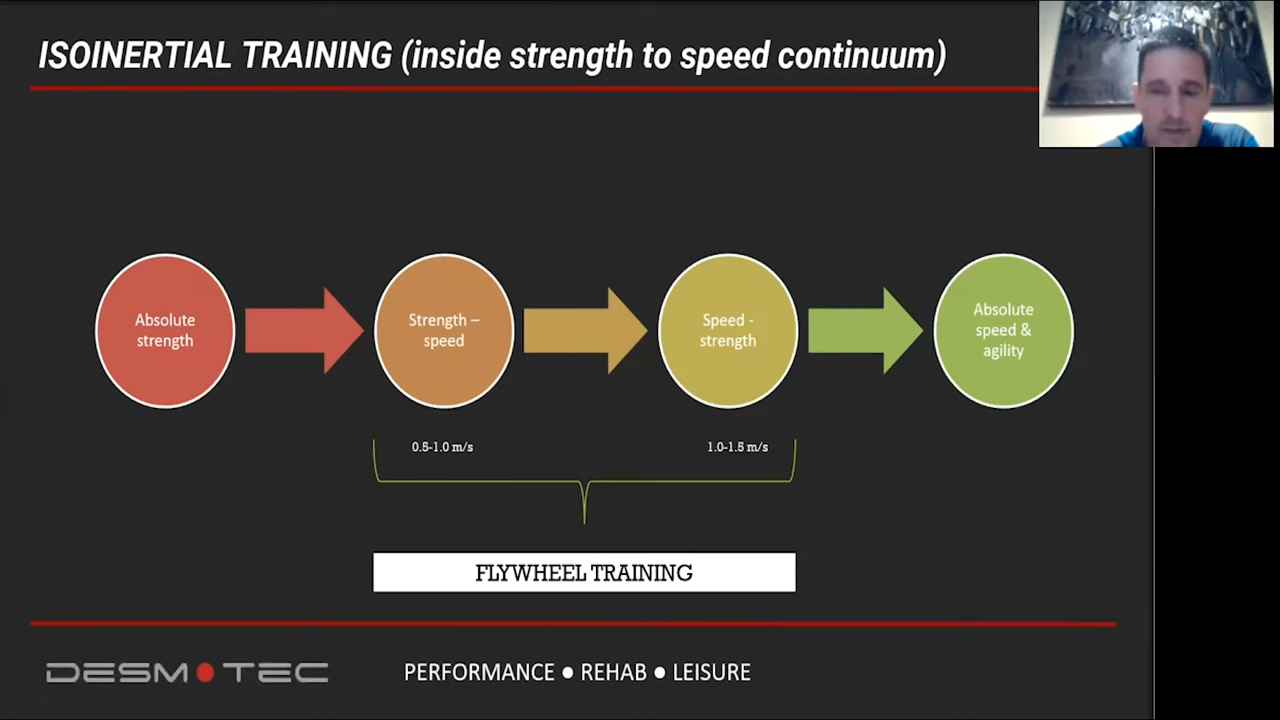 ISOINERTIAL TRAINING (inside strength to speed continuum)
Absolute
strength
Strength –
speed
Speed -
strength
Absolute
speed &
agility
0.5-1.0 m/s
1.0-1.5 m/s
FLYWHEEL TRAINING
DESMOTEC
PERFORMANCE ● REHAB ● LEISURE